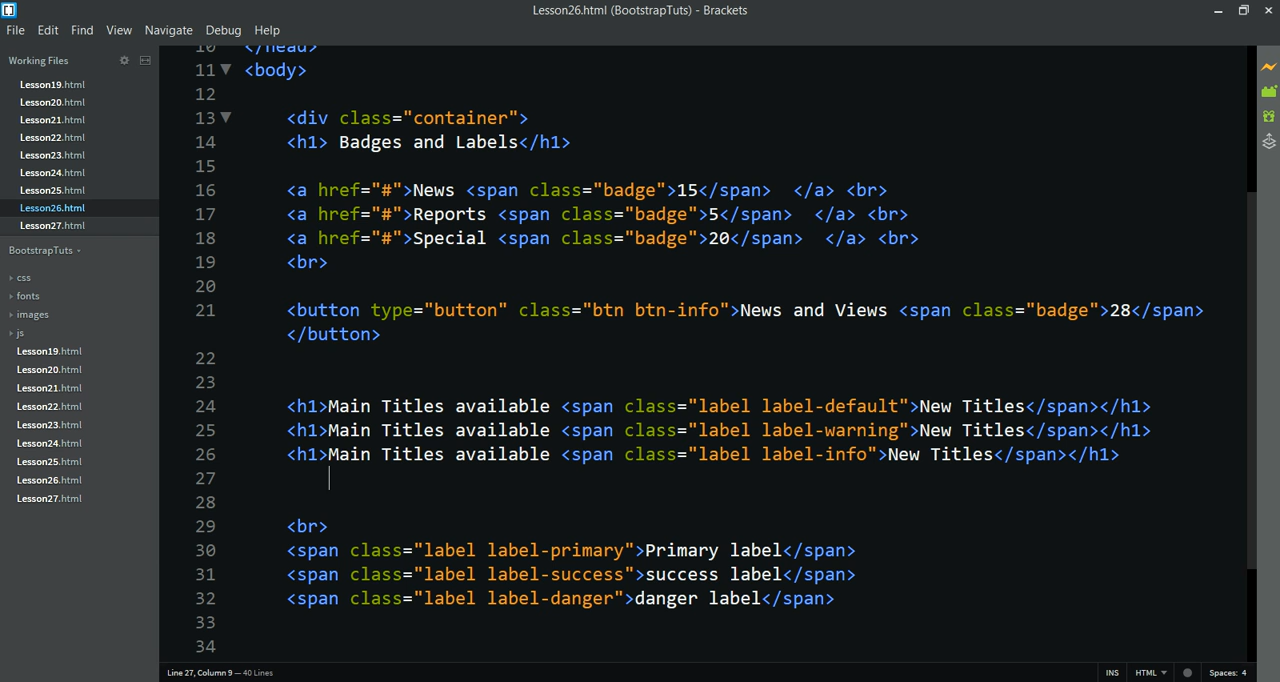 Lesson26.html (BootstrapTuts) - Brackets
File Edit Find View Navigate Debug Help
Working Files
Lesson19.html
Lesson20.html
Lesson21.html
Lesson22.html
Lesson23.html
Lesson24.html
Lesson25.html
Lesson26.html
Lesson27.html
BootstrapTuts
css
fonts
images
js
Lesson19.html
Lesson20.html
Lesson21.html
Lesson22.html
Lesson23.html
Lesson24.html
Lesson25.html
Lesson26.html
Lesson27.html
10 </head>
11 <body>
12
13 <div class="container">
14 <h1> Badges and Labels</h1>
15
16 <a href="#">News <span class="badge">15</span>  </a> <br>
17 <a href="#">Reports <span class="badge">5</span>  </a> <br>
18 <a href="#">Special <span class="badge">20</span>  </a> <br>
19 <br>
20
21 <button type="button" class="btn btn-info">News and Views <span class="badge">28</span>
</button>
22
23
24 <h1>Main Titles available <span class="label label-default">New Titles</span></h1>
25 <h1>Main Titles available <span class="label label-warning">New Titles</span></h1>
26 <h1>Main Titles available <span class="label label-info">New Titles</span></h1>
27
28
29 <br>
30 <span class="label label-primary">Primary label</span>
31 <span class="label label-success">success label</span>
32 <span class="label label-danger">danger label</span>
33
34
Line 27, Column 9 — 40 Lines
INS HTML Spaces: 4